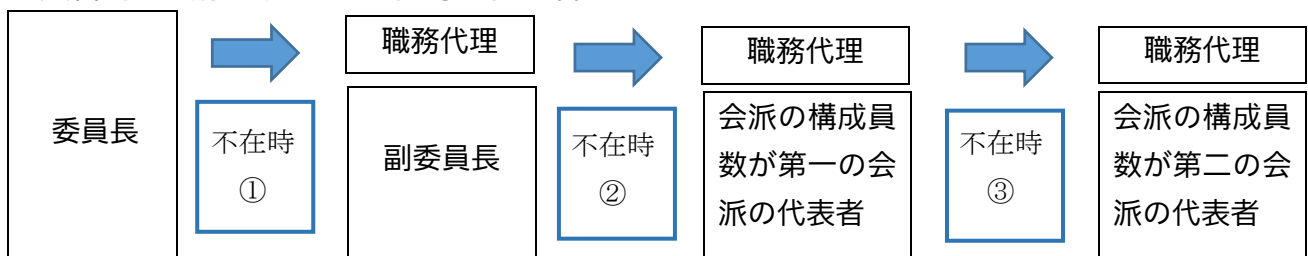 委員長
不在時
①
職務代理
副委員長
不在時
②
職務代理
会派の構成員
数が第一の会
派の代表者
不在時
③
職務代理
会派の構成員
数が第二の会
派の代表者